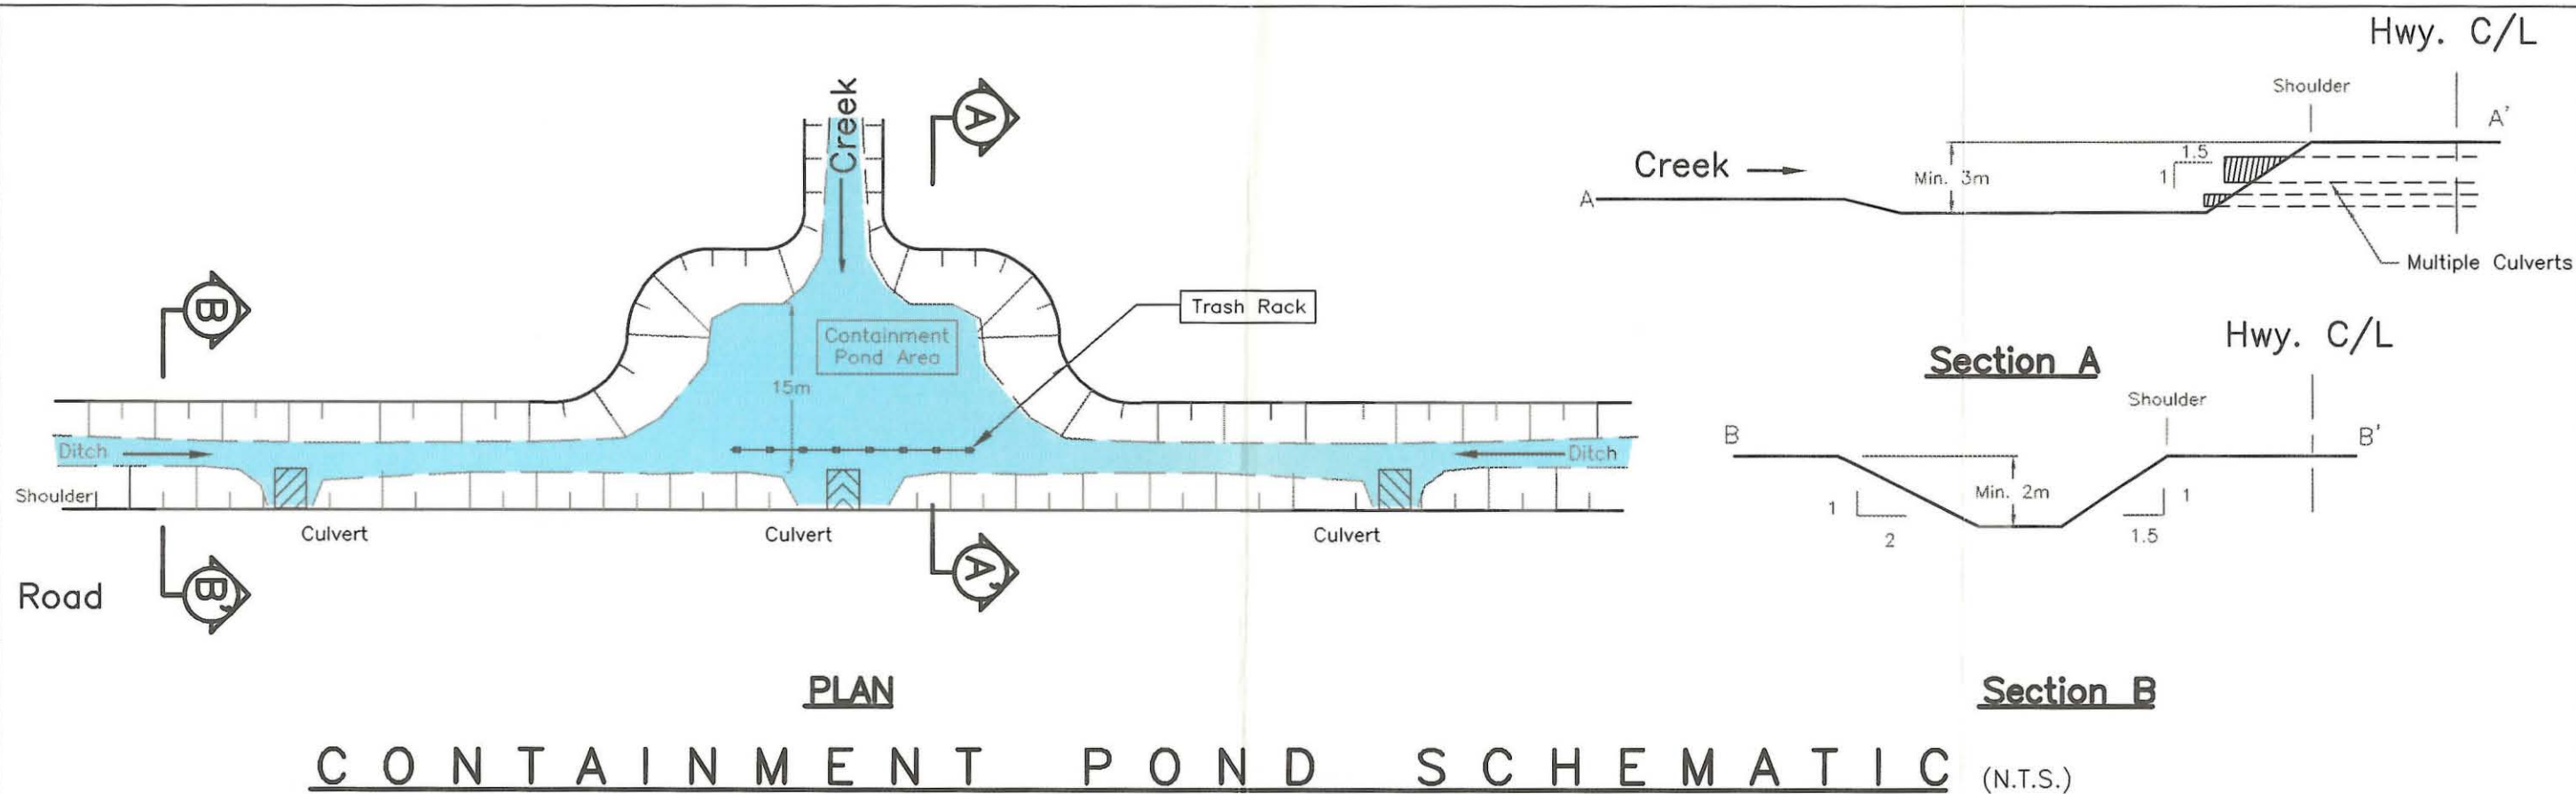 Creek
A
B
Trash Rack
Containment
Pond Area
15m
Ditch
Ditch
Shoulder
Culvert
Culvert
Culvert
Road
B'
A'
PLAN
Hwy. C/L
Shoulder
A'
Creek
1.5
1
Min. 3m
A
Multiple Culverts
Section A
Hwy. C/L
Shoulder
B
B'
Min. 2m
1
2
1
1.5
Section B
CONTAINMENT POND SCHEMATIC (N.T.S.)